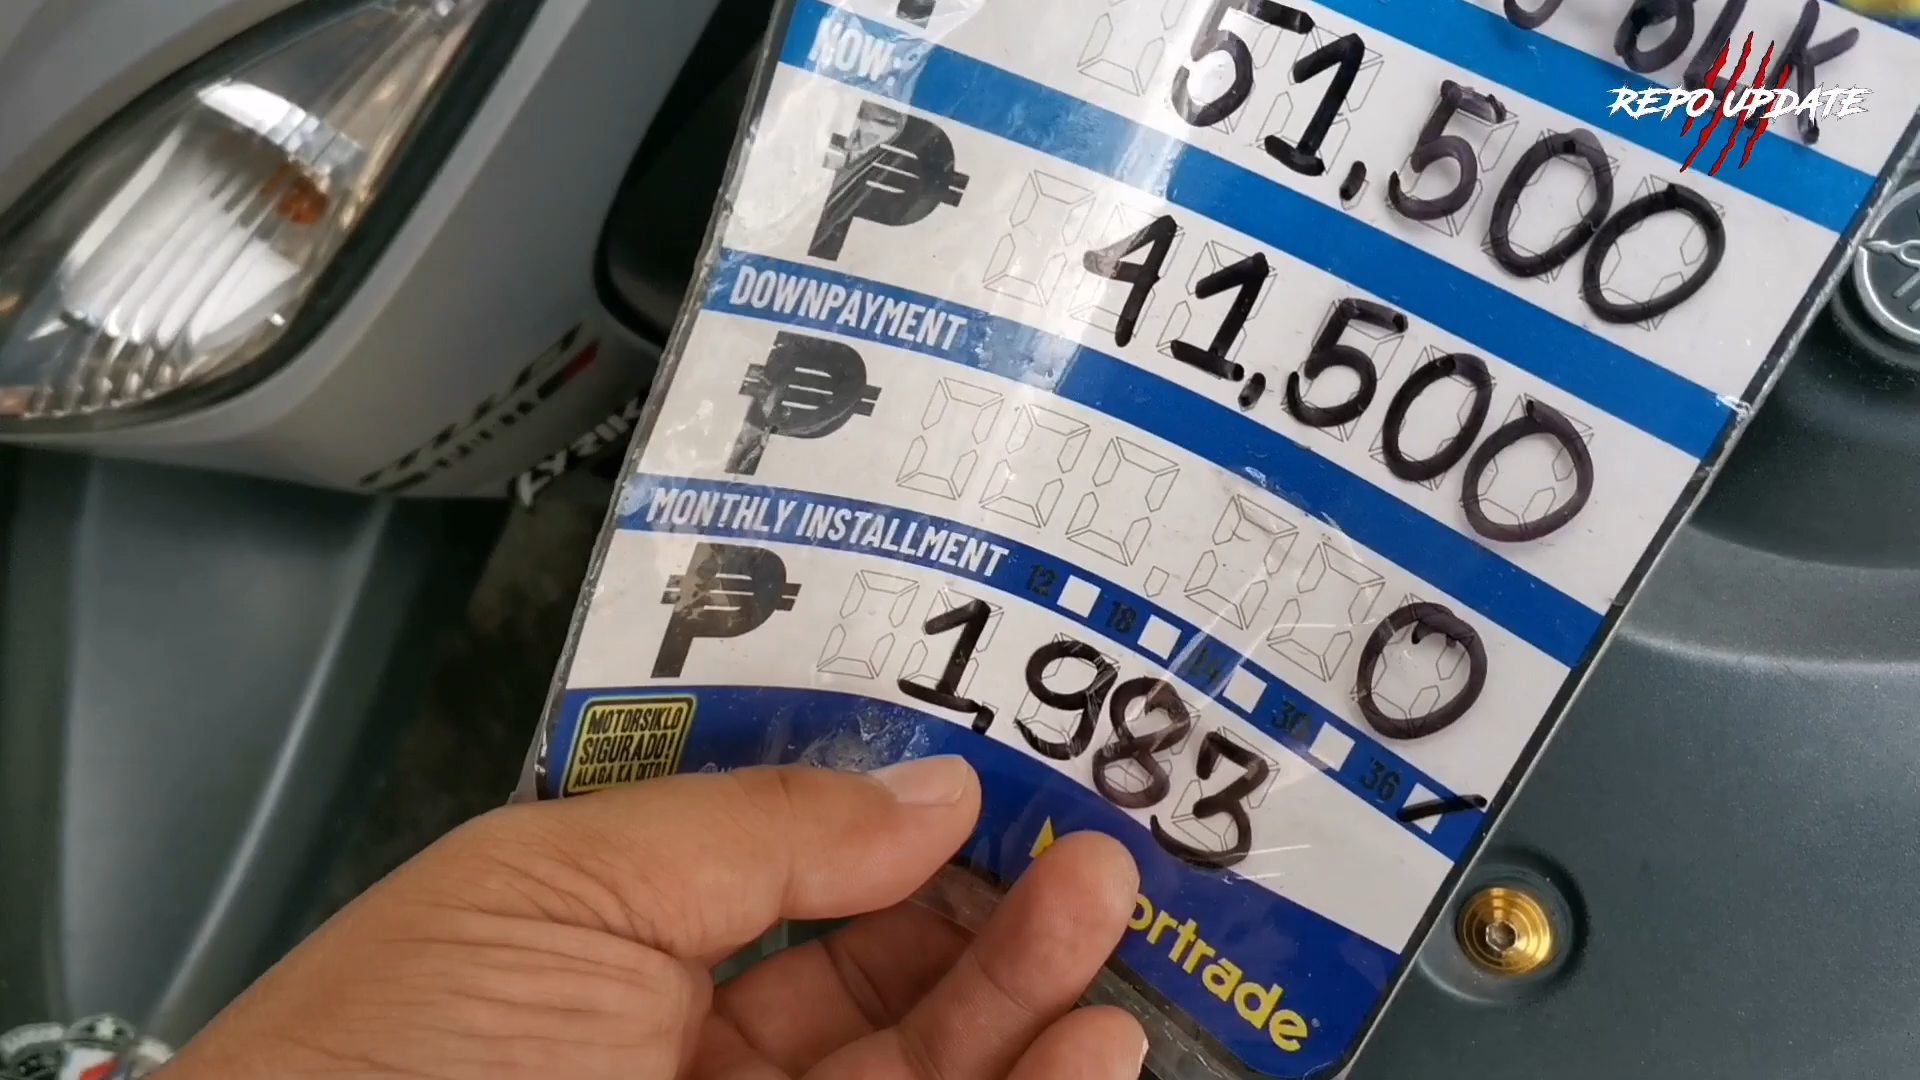 REPO UPDATE
51,500
NOW:
₱ 41,500
DOWNPAYMENT
₱ 0
MONTHLY INSTALLMENT 12 18 24 30 36
₱ 1,983
MOTORSIKLO
SIGURADO!
ALAGA KA DITO!
ortrade